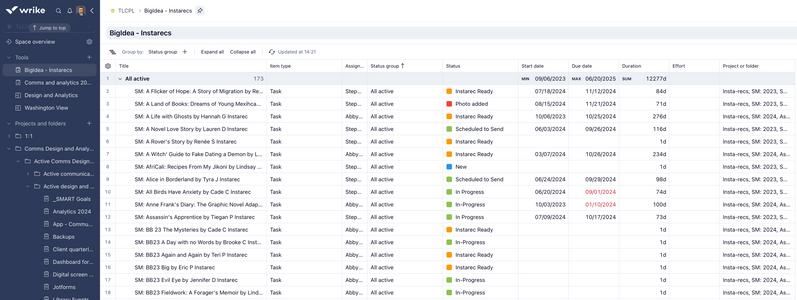 wrike
TLCPL › BigIdea - Instarecs
Jump to top
BigIdea - Instarecs
Space overview
Group by: Status group + Expand all Collapse all Updated at 14:21
Tools
BigIdea - Instarecs
Comms and analytics 20...
Design and Analytics
Washington View
Projects and folders
1:1
Comms Design and Analy...
Active Comms Design...
Active communica...
Active design and ...
_SMART Goals
Analytics 2024
App - Commu...
Backups
Client quarteri...
Dashboard for...
Digital screen ...
Jotforms
Library Events
Title Item type Assign... Status group ↑ Status Start date Due date Duration Effort Project or folder
1 All active 173 MIN 09/06/2023 MAX 06/20/2025 SUM 12277d
2 SM: A Flicker of Hope: A Story of Migration by Re... Task Step... All active Instarec Ready 07/18/2024 11/12/2024 84d Insta-recs, SM: 2023, S...
3 SM: A Land of Books: Dreams of Young Mexihca... Task Step... All active Photo added 08/15/2024 11/21/2024 71d Insta-recs, SM: 2023, S...
4 SM: A Life with Ghosts by Hannah G Instarec Task Abby... All active Instarec Ready 10/06/2023 10/25/2024 276d Insta-recs, SM: 2024, As...
5 SM: A Novel Love Story by Lauren D Instarec Task Step... All active Scheduled to Send 06/03/2024 09/26/2024 116d Insta-recs, SM: 2023, S...
6 SM: A Rover's Story by Renée S Instarec Task Step... All active Instarec Ready 1d Insta-recs, SM: 2023, S...
7 SM: A Witch' Guide to Fake Dating a Demon by L... Task Step... All active Instarec Ready 03/07/2024 10/26/2024 234d Insta-recs, SM: 2023, As...
8 SM: AfriCali: Recipes From My Jikoni by Lindsay ... Task Step... All active New 1d Insta-recs, SM: 2023, S...
9 SM: Alice in Borderland by Tyra J Instarec Task Step... All active Scheduled to Send 06/24/2024 09/29/2024 98d Insta-recs, SM: 2023, S...
10 SM: All Birds Have Anxiety by Cade C Instarec Task Step... All active In Progress 06/20/2024 09/01/2024 74d Insta-recs, SM: 2023, S...
11 SM: Anne Frank's Diary: The Graphic Novel Adap... Task Abby... All active In-Progress 10/03/2023 01/10/2024 100d Insta-recs, SM: 2024, As...
12 SM: Assassin's Apprentice by Tiegan P Instarec Task Step... All active In Progress 07/09/2024 10/17/2024 73d Insta-recs, SM: 2023, S...
13 SM: BB 23 The Mysteries by Cade C Instarec Task Abby... All active Instarec Ready 1d Insta-recs, SM: 2024, As...
14 SM: BB23 A Day with no Words by Brooke C Inst... Task Abby... All active In-Progress 1d Insta-recs, SM: 2024, As...
15 SM: BB23 Again and Again by Teri P Instarec Task Abby... All active Instarec Ready 1d Insta-recs, SM: 2024, As...
16 SM: BB23 Big by Eric P Instarec Task Abby... All active Instarec Ready 1d Insta-recs, SM: 2024, As...
17 SM: BB23 Evil Eye by Jennifer D Instarec Task Abby... All active In-Progress 1d Insta-recs, SM: 2024, As...
18 SM: BB23 Fieldwork: A Forager's Memoir by Lind... Task Abby... All active In-Progress 1d Insta-recs, SM: 2024, As...